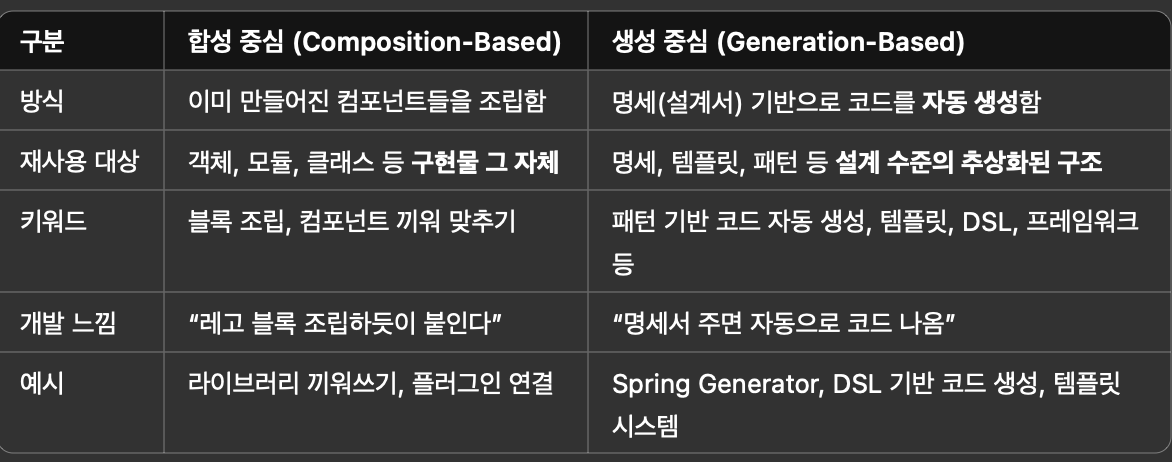 구분 합성 중심 (Composition-Based) 생성 중심 (Generation-Based)
방식 이미 만들어진 컴포넌트들을 조립함 명세(설계서) 기반으로 코드를 자동 생성함
재사용 대상 객체, 모듈, 클래스 등 구현물 그 자체 명세, 템플릿, 패턴 등 설계 수준의 추상화된 구조
키워드 블록 조립, 컴포넌트 끼워 맞추기 패턴 기반 코드 자동 생성, 템플릿, DSL, 프레임워크
등
개발 느낌 “레고 블록 조립하듯이 붙인다” “명세서 주면 자동으로 코드 나옴”
예시 라이브러리 끼워쓰기, 플러그인 연결 Spring Generator, DSL 기반 코드 생성, 템플릿
시스템